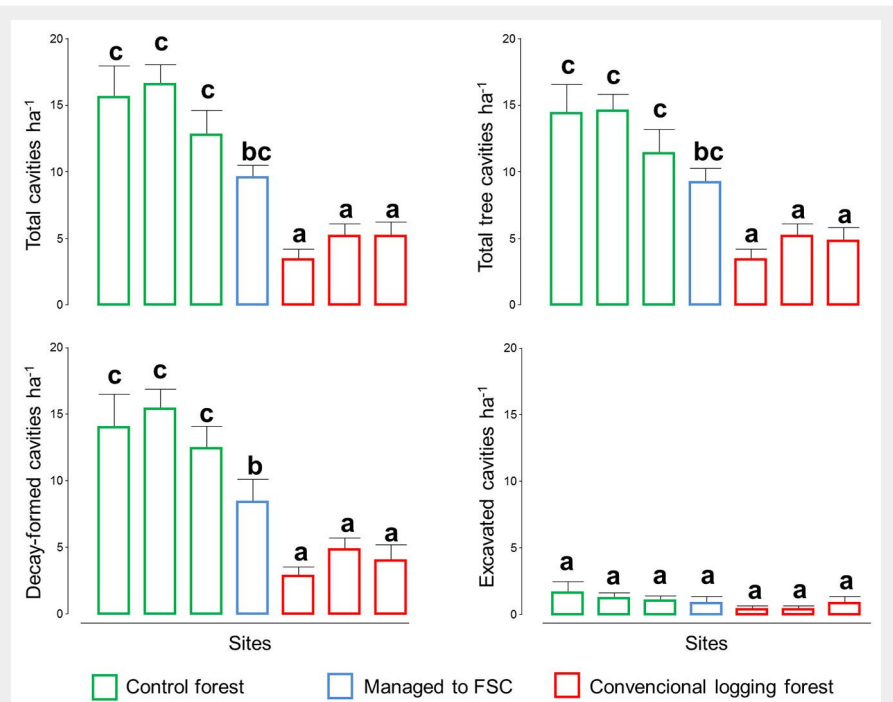 20
15
10
5
0
Total cavities ha-1
c
c
c
bc
a
a
a
20
15
10
5
0
Total tree cavities ha-1
c
c
c
bc
a
a
a
20
15
10
5
0
Decay-formed cavities ha-1
c
c
c
b
a
a
a
Sites
20
15
10
5
0
Excavated cavities ha-1
a
a
a
a
a
a
a
Sites
Control forest
Managed to FSC
Convencional logging forest